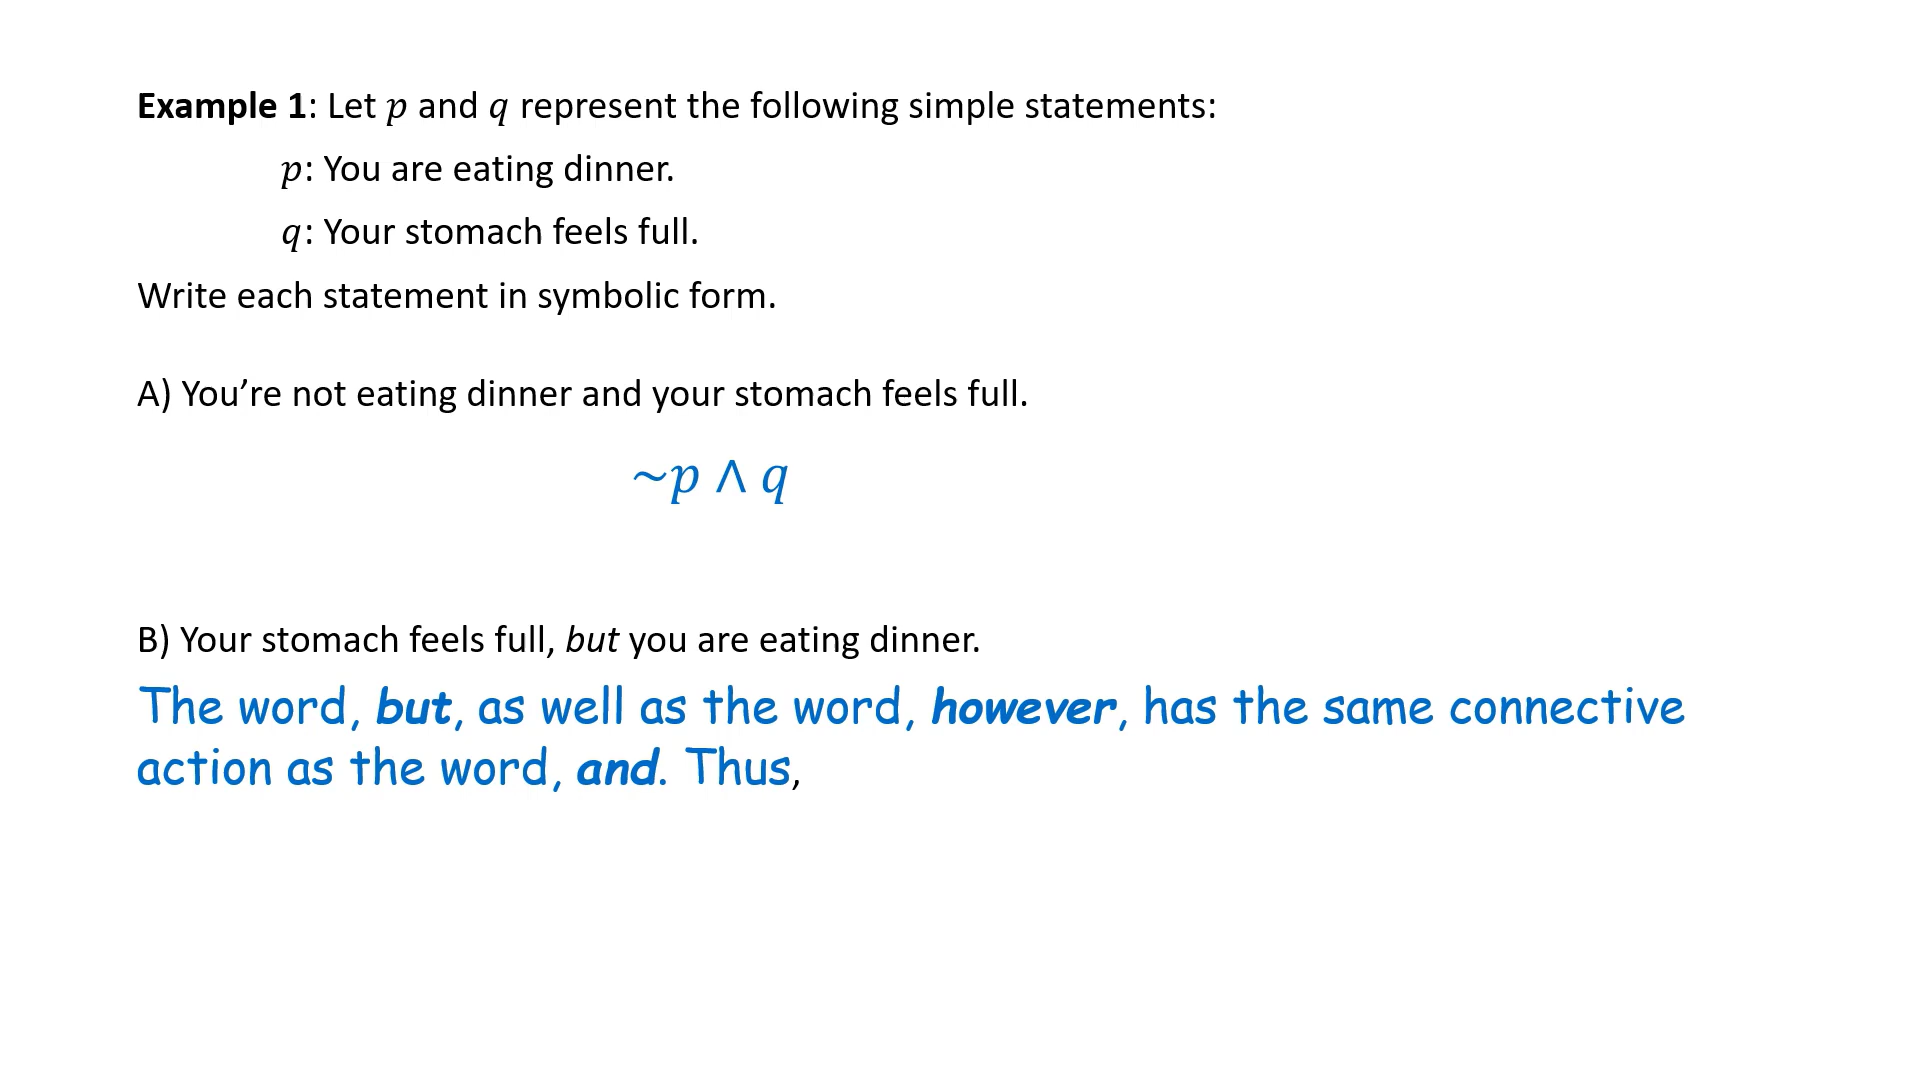 Example 1: Let p and q represent the following simple statements:
p: You are eating dinner.
q: Your stomach feels full.
Write each statement in symbolic form.
A) You’re not eating dinner and your stomach feels full.
~p ∧ q
B) Your stomach feels full, but you are eating dinner.
The word, but, as well as the word, however, has the same connective
action as the word, and. Thus,